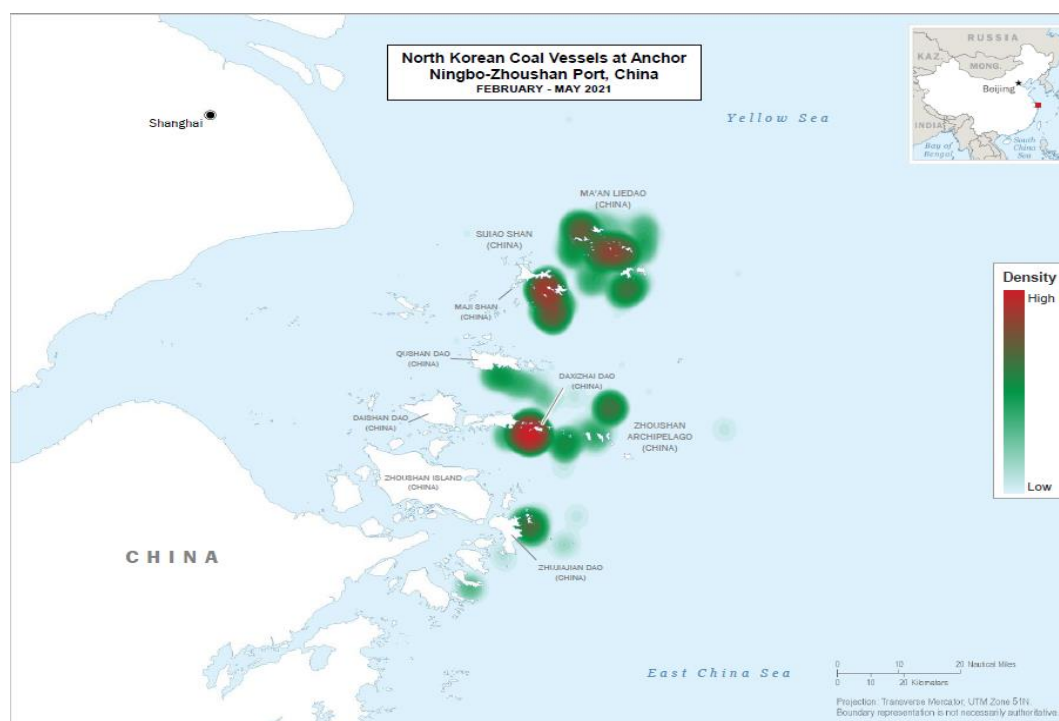 North Korean Coal Vessels at Anchor
Ningbo-Zhoushan Port, China
FEBRUARY - MAY 2021
RUSSIA
KAZ.
MONG.
Beijing
CHINA
INDIA
Bay of
Bengal
South
China
Sea
Shanghai
Yellow Sea
MA'AN LIEDAO
(CHINA)
SIJIAO SHAN
(CHINA)
MAJI SHAN
(CHINA)
Density
High
Low
QUSHAN DAO
(CHINA)
DAXIZHAI DAO
(CHINA)
DAISHAN DAO
(CHINA)
ZHOUSHAN
ARCHIPELAGO
(CHINA)
ZHOUSHAN ISLAND
(CHINA)
CHINA
ZHUJIAJIAN DAO
(CHINA)
East China Sea
0 10 20 Nautical Miles
0 10 20 Kilometers
Projection: Transverse Mercator, UTM Zone 51N.
Boundary representation is not necessarily authoritative.